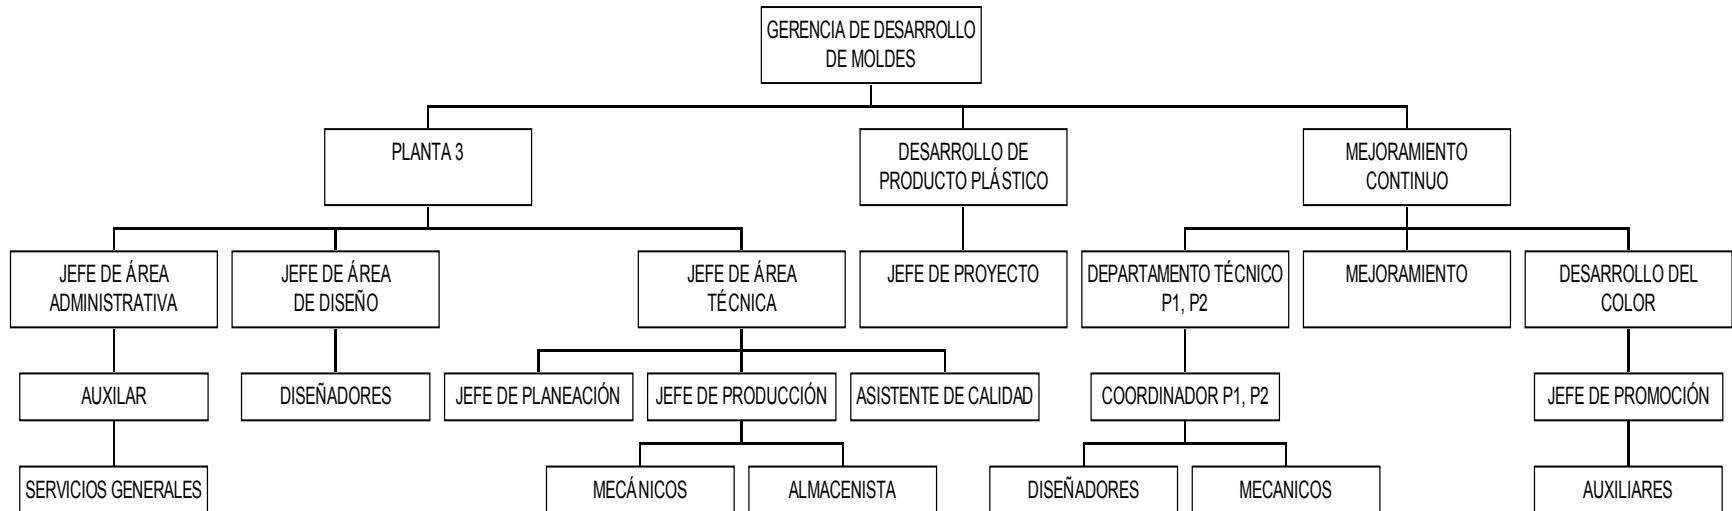 GERENCIA DE DESARROLLO
DE MOLDES
PLANTA 3
DESARROLLO DE
PRODUCTO PLÁSTICO
MEJORAMIENTO
CONTINUO
JEFE DE ÁREA
ADMINISTRATIVA
JEFE DE ÁREA
DE DISEÑO
JEFE DE ÁREA
TÉCNICA
JEFE DE PROYECTO
DEPARTAMENTO TÉCNICO
P1, P2
MEJORAMIENTO
DESARROLLO DEL
COLOR
AUXILAR
DISEÑADORES
JEFE DE PLANEACIÓN
JEFE DE PRODUCCIÓN
ASISTENTE DE CALIDAD
COORDINADOR P1, P2
JEFE DE PROMOCIÓN
SERVICIOS GENERALES
MECÁNICOS
ALMACENISTA
DISEÑADORES
MECANICOS
AUXILIARES